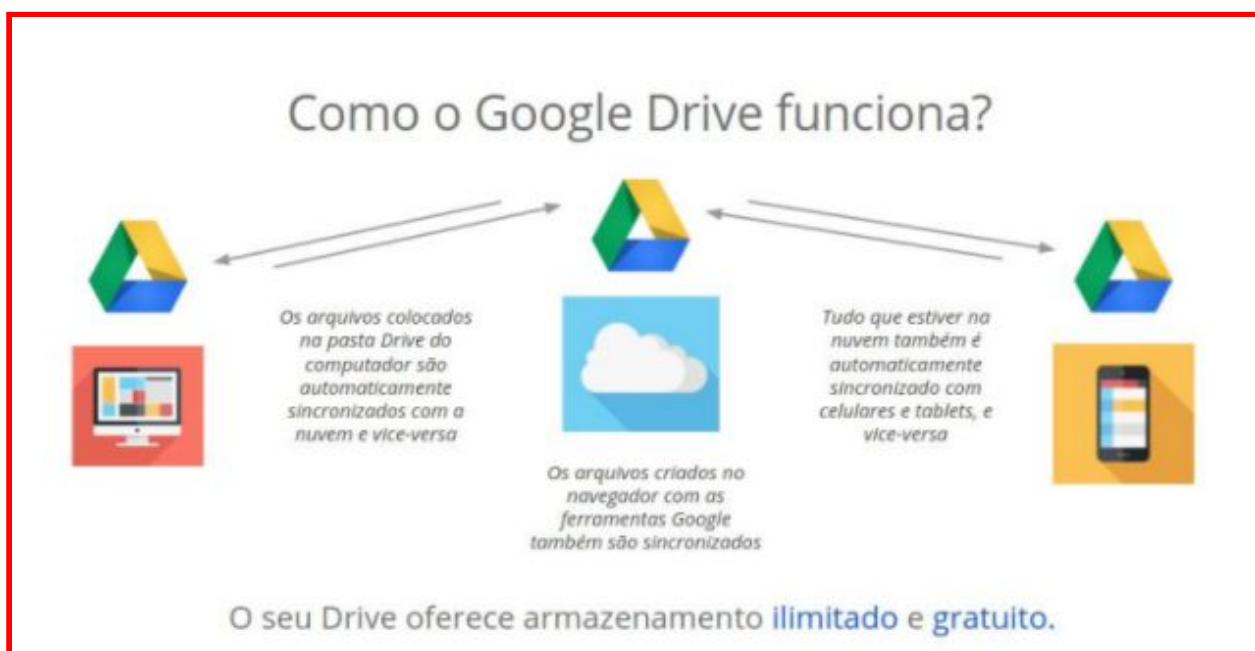 Como o Google Drive funciona?
Os arquivos colocados
na pasta Drive do
computador são
automaticamente
sincronizados com a
nuvem e vice-versa
Os arquivos criados no
navegador com as
ferramentas Google
também são sincronizados
Tudo que estiver na
nuvem também é
automaticamente
sincronizado com
celulares e tablets, e
vice-versa
O seu Drive oferece armazenamento ilimitado e gratuito.